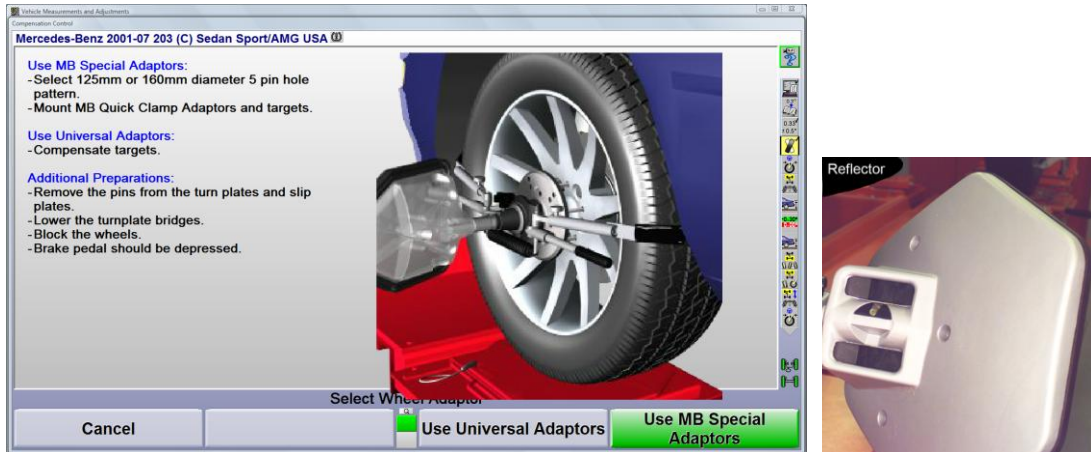 Vehicle Measurements and Adjustments
Compensation Control
Mercedes-Benz 2001-07 203 (C) Sedan Sport/AMG USA
Use MB Special Adaptors:
-Select 125mm or 160mm diameter 5 pin hole
pattern.
-Mount MB Quick Clamp Adaptors and targets.
Use Universal Adaptors:
-Compensate targets.
Additional Preparations:
-Remove the pins from the turn plates and slip
plates.
-Lower the turnplate bridges.
-Block the wheels.
-Brake pedal should be depressed.
Select Wheel Adaptor
Cancel
Use Universal Adaptors
Use MB Special
Adaptors
Reflector